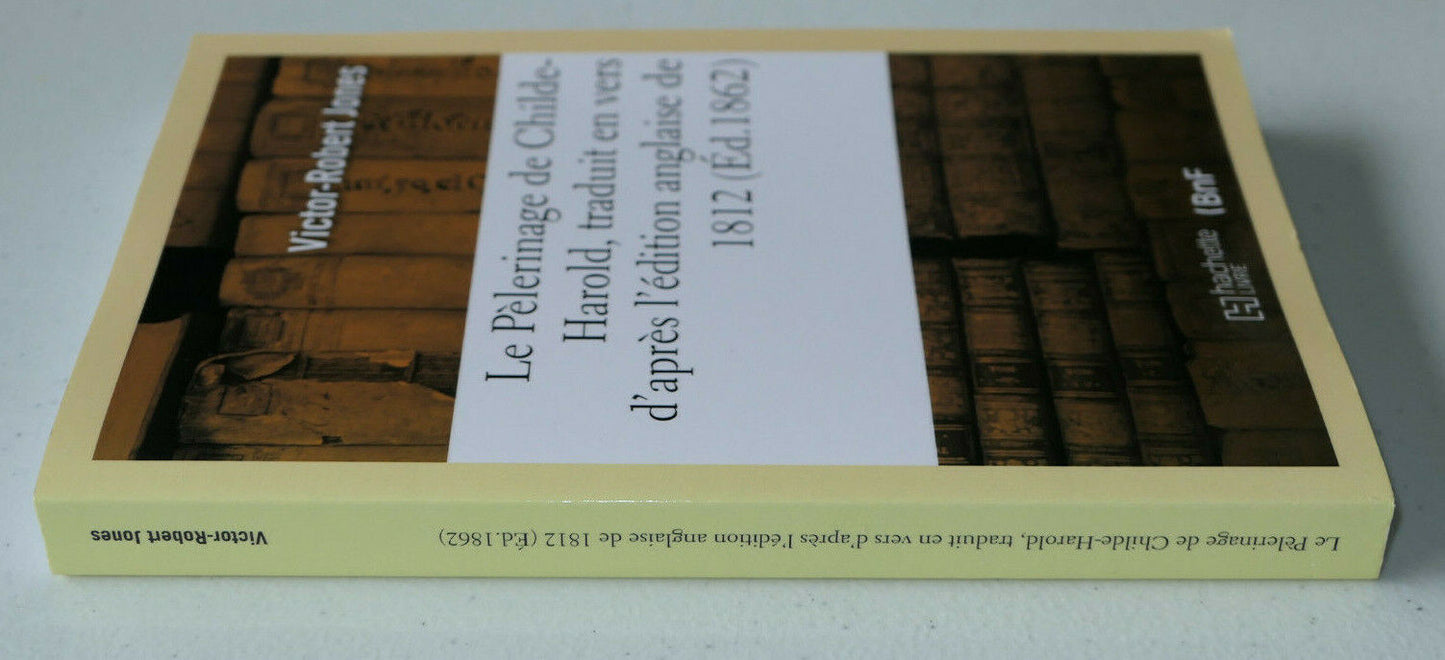 Victor-Robert Jones
Le Pèlerinage de Childe-
Harold, traduit en vers
d'après l'édition anglaise de
1812 (Éd.1862)
hachette
LIVRE
{BnF
Le Pèlerinage de Childe-Harold, traduit en vers d'après l'édition anglaise de 1812 (Éd.1862)
Victor-Robert Jones